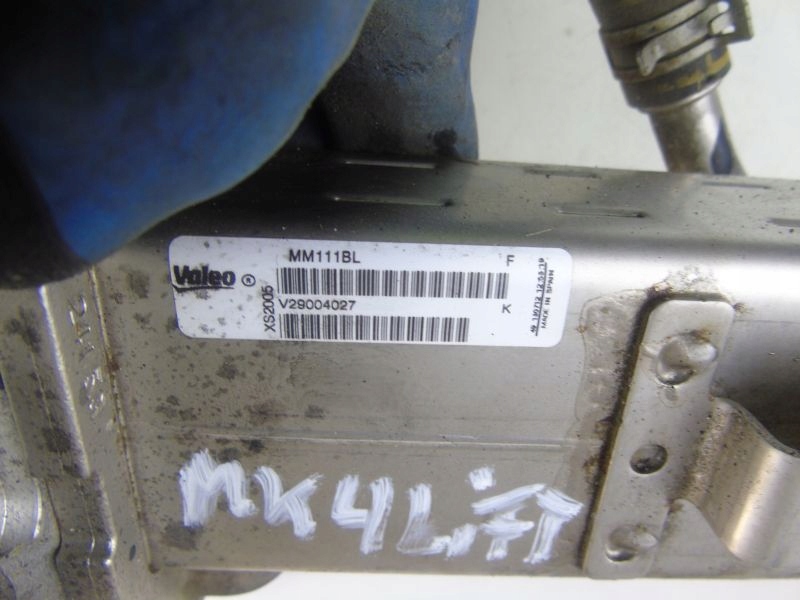 MM111BL F
Valeo ®
XS2005
V29004027 K
MADE IN SPAIN
MK4LiFT